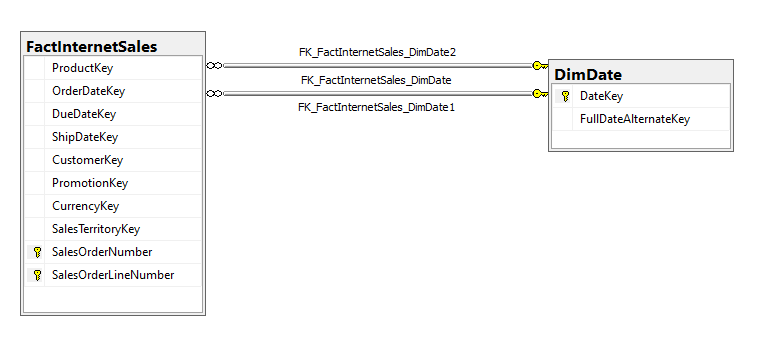 FactInternetSales
ProductKey
OrderDateKey
DueDateKey
ShipDateKey
CustomerKey
PromotionKey
CurrencyKey
SalesTerritoryKey
SalesOrderNumber
SalesOrderLineNumber
FK_FactInternetSales_DimDate2
FK_FactInternetSales_DimDate
FK_FactInternetSales_DimDate1
DimDate
DateKey
FullDateAlternateKey